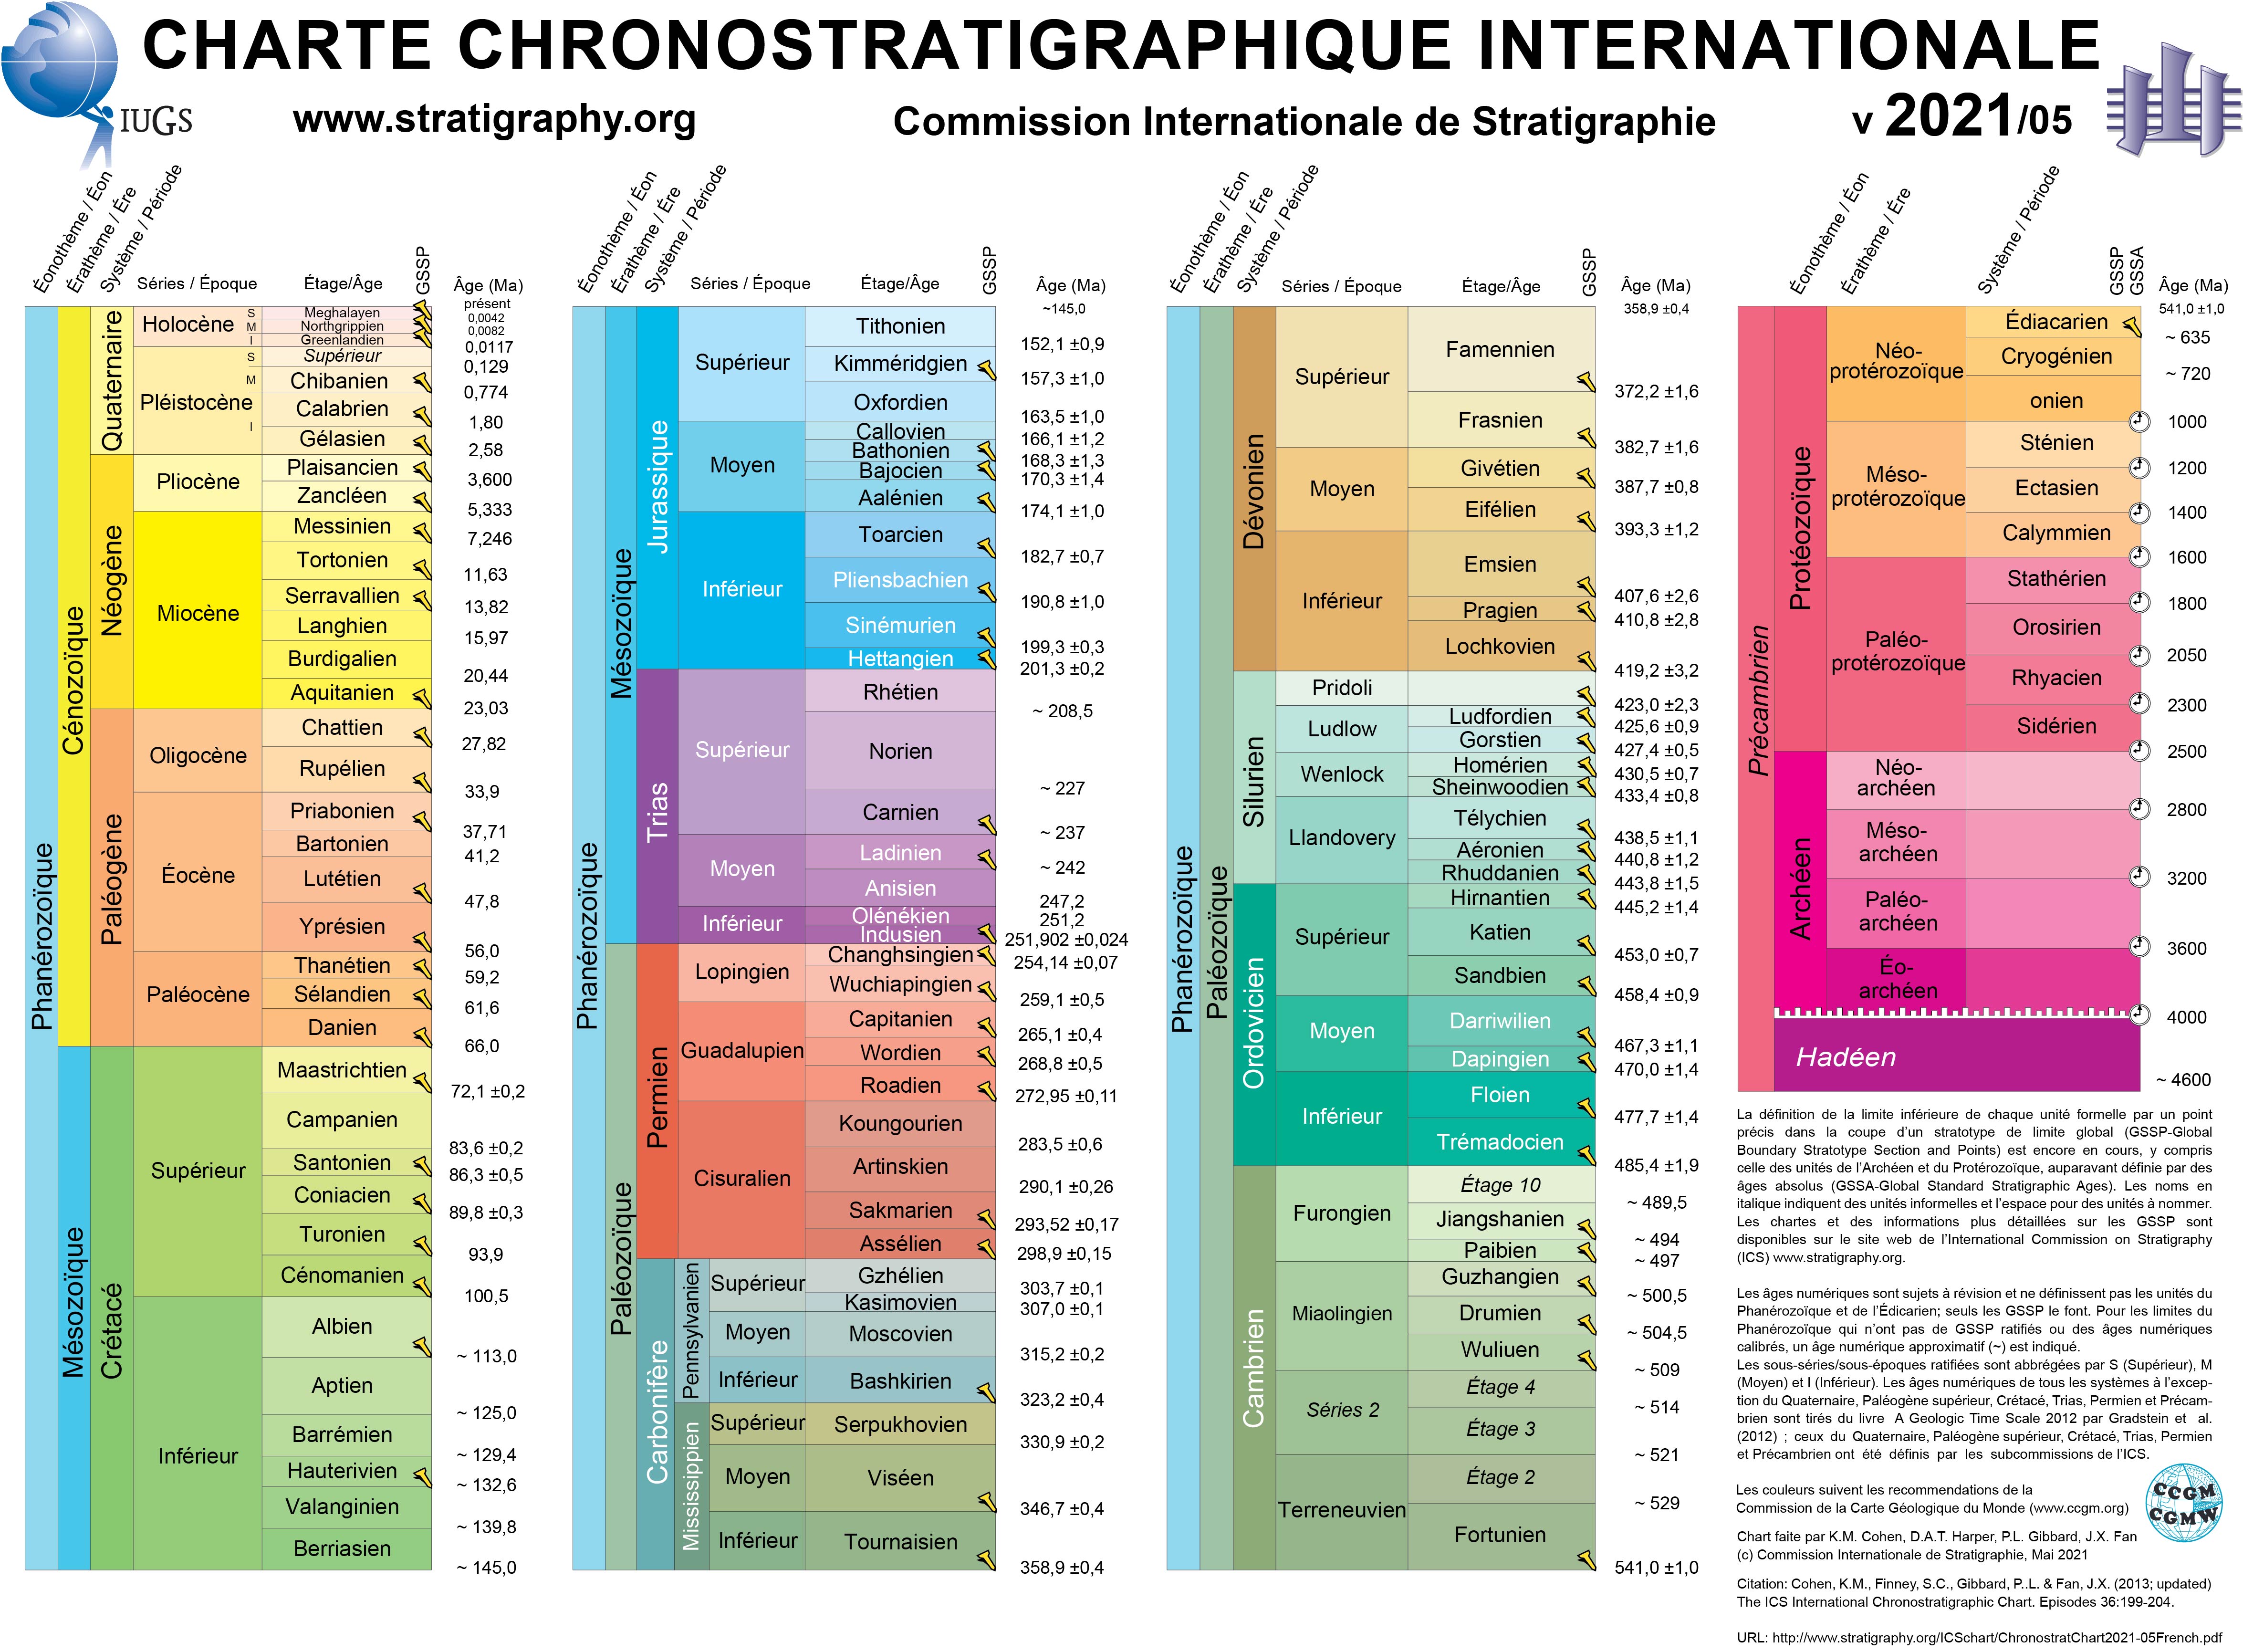 CHARTE CHRONOSTRATIGRAPHIQUE INTERNATIONALE
IUGS
www.stratigraphy.org
Commission Internationale de Stratigraphie
v 2021/05
Éonothème / Éon
Érathème / Ère
Système / Période
Séries / Époque
Étage/Âge
GSSP
Âge (Ma)
Phanérozoïque
Cénozoïque
Quaternaire
Holocène
S
Meghalayen
M
Northgrippien
I
Greenlandien
présent
0,0042
0,0082
0,0117
Pléistocène
S
Supérieur
0,129
M
Chibanien
0,774
I
Calabrien
1,80
Gélasien
2,58
Néogène
Pliocène
Plaisancien
3,600
Zancléen
5,333
Miocène
Messinien
7,246
Tortonien
11,63
Serravallien
13,82
Langhien
15,97
Burdigalien
20,44
Aquitanien
23,03
Paléogène
Oligocène
Chattien
27,82
Rupélien
33,9
Éocène
Priabonien
37,71
Bartonien
41,2
Lutétien
47,8
Yprésien
56,0
Paléocène
Thanétien
59,2
Sélandien
61,6
Danien
66,0
Mésozoïque
Crétacé
Supérieur
Maastrichtien
72,1 ±0,2
Campanien
83,6 ±0,2
Santonien
86,3 ±0,5
Coniacien
89,8 ±0,3
Turonien
93,9
Cénomanien
100,5
Inférieur
Albien
~ 113,0
Aptien
~ 125,0
Barrémien
~ 129,4
Hauterivien
~ 132,6
Valanginien
~ 139,8
Berriasien
~ 145,0
Éonothème / Éon
Érathème / Ère
Système / Période
Séries / Époque
Étage/Âge
GSSP
Âge (Ma)
~145,0
Phanérozoïque
Mésozoïque
Jurassique
Supérieur
Tithonien
152,1 ±0,9
Kimméridgien
157,3 ±1,0
Oxfordien
163,5 ±1,0
Moyen
Callovien
166,1 ±1,2
Bathonien
168,3 ±1,3
Bajocien
170,3 ±1,4
Aalénien
174,1 ±1,0
Inférieur
Toarcien
182,7 ±0,7
Pliensbachien
190,8 ±1,0
Sinémurien
199,3 ±0,3
Hettangien
201,3 ±0,2
Trias
Supérieur
Rhétien
~ 208,5
Norien
~ 227
Carnien
~ 237
Moyen
Ladinien
~ 242
Anisien
247,2
Inférieur
Olénékien
251,2
Indusien
251,902 ±0,024
Paléozoïque
Permien
Lopingien
Changhsingien
254,14 ±0,07
Wuchiapingien
259,1 ±0,5
Guadalupien
Capitanien
265,1 ±0,4
Wordien
268,8 ±0,5
Roadien
272,95 ±0,11
Cisuralien
Koungourien
283,5 ±0,6
Artinskien
290,1 ±0,26
Sakmarien
293,52 ±0,17
Assélien
298,9 ±0,15
Carbonifère
Pennsylvanien
Supérieur
Gzhélien
303,7 ±0,1
Kasimovien
307,0 ±0,1
Moyen
Moscovien
315,2 ±0,2
Inférieur
Bashkirien
323,2 ±0,4
Mississippien
Supérieur
Serpukhovien
330,9 ±0,2
Moyen
Viséen
346,7 ±0,4
Inférieur
Tournaisien
358,9 ±0,4
Éonothème / Éon
Érathème / Ère
Système / Période
Séries / Époque
Étage/Âge
GSSP
Âge (Ma)
358,9 ±0,4
Phanérozoïque
Paléozoïque
Dévonien
Supérieur
Famennien
372,2 ±1,6
Frasnien
382,7 ±1,6
Moyen
Givétien
387,7 ±0,8
Eifélien
393,3 ±1,2
Inférieur
Emsien
407,6 ±2,6
Pragien
410,8 ±2,8
Lochkovien
419,2 ±3,2
Silurien
Pridoli
423,0 ±2,3
Ludlow
Ludfordien
425,6 ±0,9
Gorstien
427,4 ±0,5
Wenlock
Homérien
430,5 ±0,7
Sheinwoodien
433,4 ±0,8
Llandovery
Télychien
438,5 ±1,1
Aéronien
440,8 ±1,2
Rhuddanien
443,8 ±1,5
Ordovicien
Supérieur
Hirnantien
445,2 ±1,4
Katien
453,0 ±0,7
Sandbien
458,4 ±0,9
Moyen
Darriwilien
467,3 ±1,1
Dapingien
470,0 ±1,4
Inférieur
Floien
477,7 ±1,4
Trémadocien
485,4 ±1,9
Cambrien
Furongien
Étage 10
~ 489,5
Jiangshanien
~ 494
Paibien
~ 497
Miaolingien
Guzhangien
~ 500,5
Drumien
~ 504,5
Wuliuen
~ 509
Séries 2
Étage 4
~ 514
Étage 3
~ 521
Terreneuvien
Étage 2
~ 529
Fortunien
541,0 ±1,0
Éonothème / Éon
Érathème / Ère
Système / Période
GSSP
GSSA
Âge (Ma)
541,0 ±1,0
Précambrien
Protéozoïque
Néo-
protérozoïque
Édiacarien
~ 635
Cryogénien
~ 720
onien
1000
Méso-
protérozoïque
Sténien
1200
Ectasien
1400
Calymmien
1600
Paléo-
protérozoïque
Stathérien
1800
Orosirien
2050
Rhyacien
2300
Sidérien
2500
Archéen
Néo-
archéen
2800
Méso-
archéen
3200
Paléo-
archéen
3600
Éo-
archéen
4000
Hadéen
~ 4600
La définition de la limite inférieure de chaque unité formelle par un point
précis dans la coupe d'un stratotype de limite global (GSSP-Global
Boundary Stratotype Section and Points) est encore en cours, y compris
celle des unités de l'Archéen et du Protérozoïque, auparavant définie par des
âges absolus (GSSA-Global Standard Stratigraphic Ages). Les noms en
italique indiquent des unités informelles et l'espace pour des unités à nommer.
Les chartes et des informations plus détaillées sur les GSSP sont
disponibles sur le site web de l'International Commission on Stratigraphy
(ICS) www.stratigraphy.org.
Les âges numériques sont sujets à révision et ne définissent pas les unités du
Phanérozoïque et de l'Édicarien; seuls les GSSP le font. Pour les limites du
Phanérozoïque qui n'ont pas de GSSP ratifiés ou des âges numériques
calibrés, un âge numérique approximatif (~) est indiqué.
Les sous-séries/sous-époques ratifiées sont abbrégées par S (Supérieur), M
(Moyen) et I (Inférieur). Les âges numériques de tous les systèmes à l'excep-
tion du Quaternaire, Paléogène supérieur, Crétacé, Trias, Permien et Précam-
brien sont tirés du livre A Geologic Time Scale 2012 par Gradstein et al.
(2012) ; ceux du Quaternaire, Paléogène supérieur, Crétacé, Trias, Permien
et Précambrien ont été définis par les subcommissions de l'ICS.
Les couleurs suivent les recommendations de la
Commission de la Carte Géologique du Monde (www.ccgm.org)
CCGM
CGMW
Chart faite par K.M. Cohen, D.A.T. Harper, P.L. Gibbard, J.X. Fan
(c) Commission Internationale de Stratigraphie, Mai 2021
Citation: Cohen, K.M., Finney, S.C., Gibbard, P..L. & Fan, J.X. (2013; updated)
The ICS International Chronostratigraphic Chart. Episodes 36:199-204.
URL: http://www.stratigraphy.org/ICSchart/ChronostratChart2021-05French.pdf